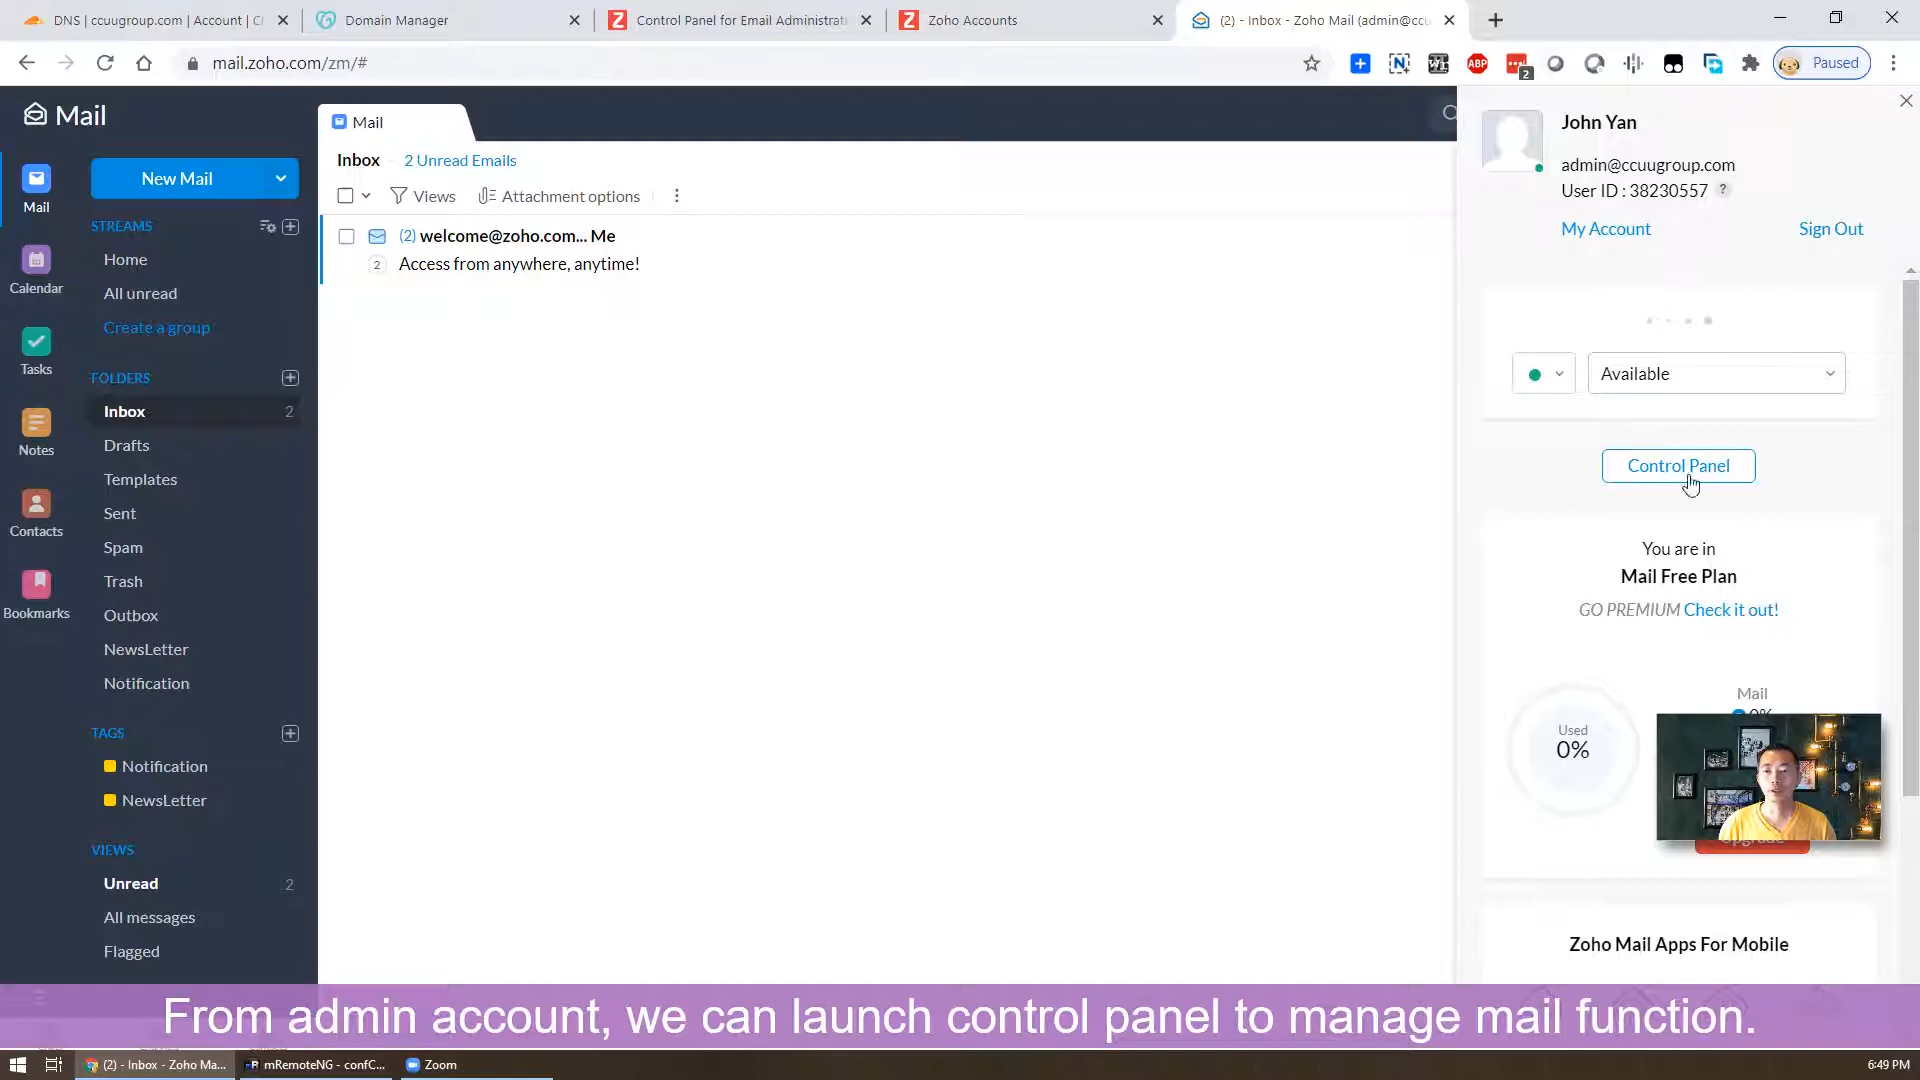 DNS | ccuugroup.com | Account | C
Domain Manager
Control Panel for Email Administrat
Zoho Accounts
(2) - Inbox - Zoho Mail (admin@ccu
mail.zoho.com/zm/#
ABP
2
Paused
Mail
Mail
John Yan
admin@ccuugroup.com
User ID : 38230557 ?
My Account
Sign Out
Inbox
2 Unread Emails
Views
Attachment options
(2) welcome@zoho.com... Me
2
Access from anywhere, anytime!
Mail
Calendar
Tasks
Notes
Contacts
Bookmarks
New Mail
STREAMS
Home
All unread
Create a group
FOLDERS
Inbox 2
Drafts
Templates
Sent
Spam
Trash
Outbox
NewsLetter
Notification
TAGS
Notification
NewsLetter
VIEWS
Unread 2
All messages
Flagged
Available
Control Panel
You are in
Mail Free Plan
GO PREMIUM Check it out!
Used
0%
Mail
0%
Upgrade
Zoho Mail Apps For Mobile
From admin account, we can launch control panel to manage mail function.
(2) - Inbox - Zoho Ma...
mRemoteNG - confC...
Zoom
6:49 PM